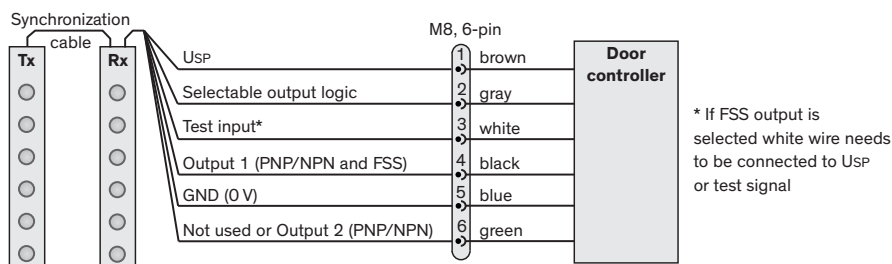 Synchronization
cable
M8, 6-pin
Tx
Rx
Door
controller
USP
1 brown
Selectable output logic
2 gray
Test input*
3 white
Output 1 (PNP/NPN and FSS)
4 black
GND (0 V)
5 blue
Not used or Output 2 (PNP/NPN)
6 green
* If FSS output is
selected white wire needs
to be connected to USP
or test signal